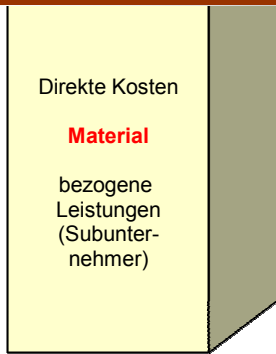 Direkte Kosten
Material
bezogene
Leistungen
(Subunter-
nehmer)